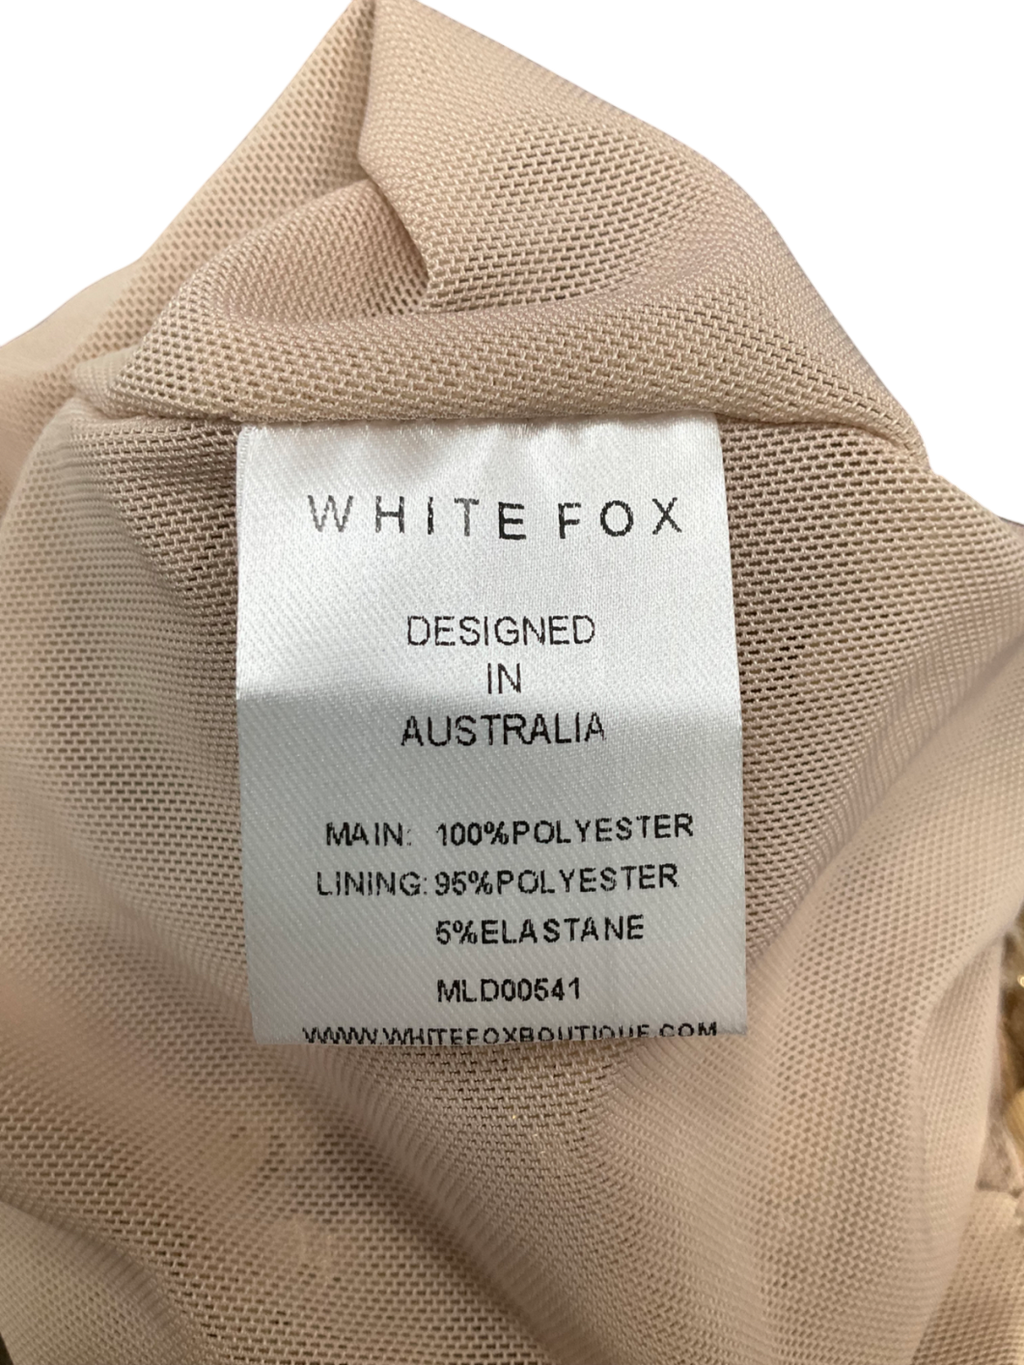 WHITE FOX
DESIGNED
IN
AUSTRALIA
MAIN: 100%POLYESTER
LINING: 95%POLYESTER
5%ELASTANE
MLD00541
WWW.WHITEFOXBOUTIQUE.COM